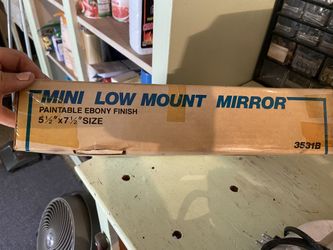 MINI LOW MOUNT MIRROR
PAINTABLE EBONY FINISH
5½"x7½" SIZE
3531B